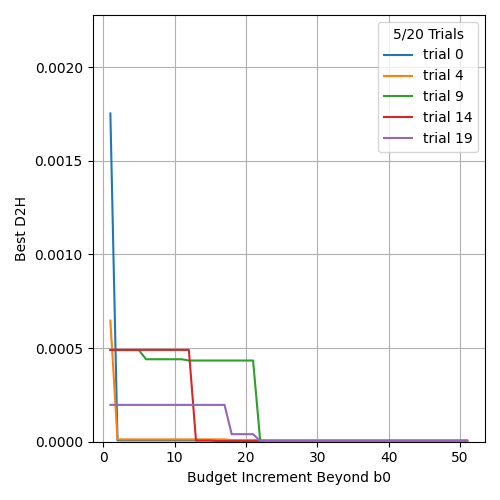 5/20 Trials
trial 0
trial 4
trial 9
trial 14
trial 19
Best D2H
0.0020
0.0015
0.0010
0.0005
0.0000
0 10 20 30 40 50
Budget Increment Beyond b0